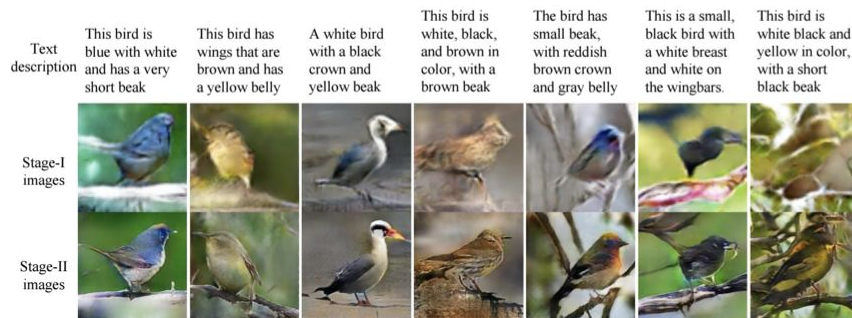 Text
description
This bird is
blue with white
and has a very
short beak
This bird has
wings that are
brown and has
a yellow belly
A white bird
with a black
crown and
yellow beak
This bird is
white, black,
and brown in
color, with a
brown beak
The bird has
small beak,
with reddish
brown crown
and gray belly
This is a small,
black bird with
a white breast
and white on
the wingbars.
This bird is
white black and
yellow in color,
with a short
black beak
Stage-I
images
Stage-II
images